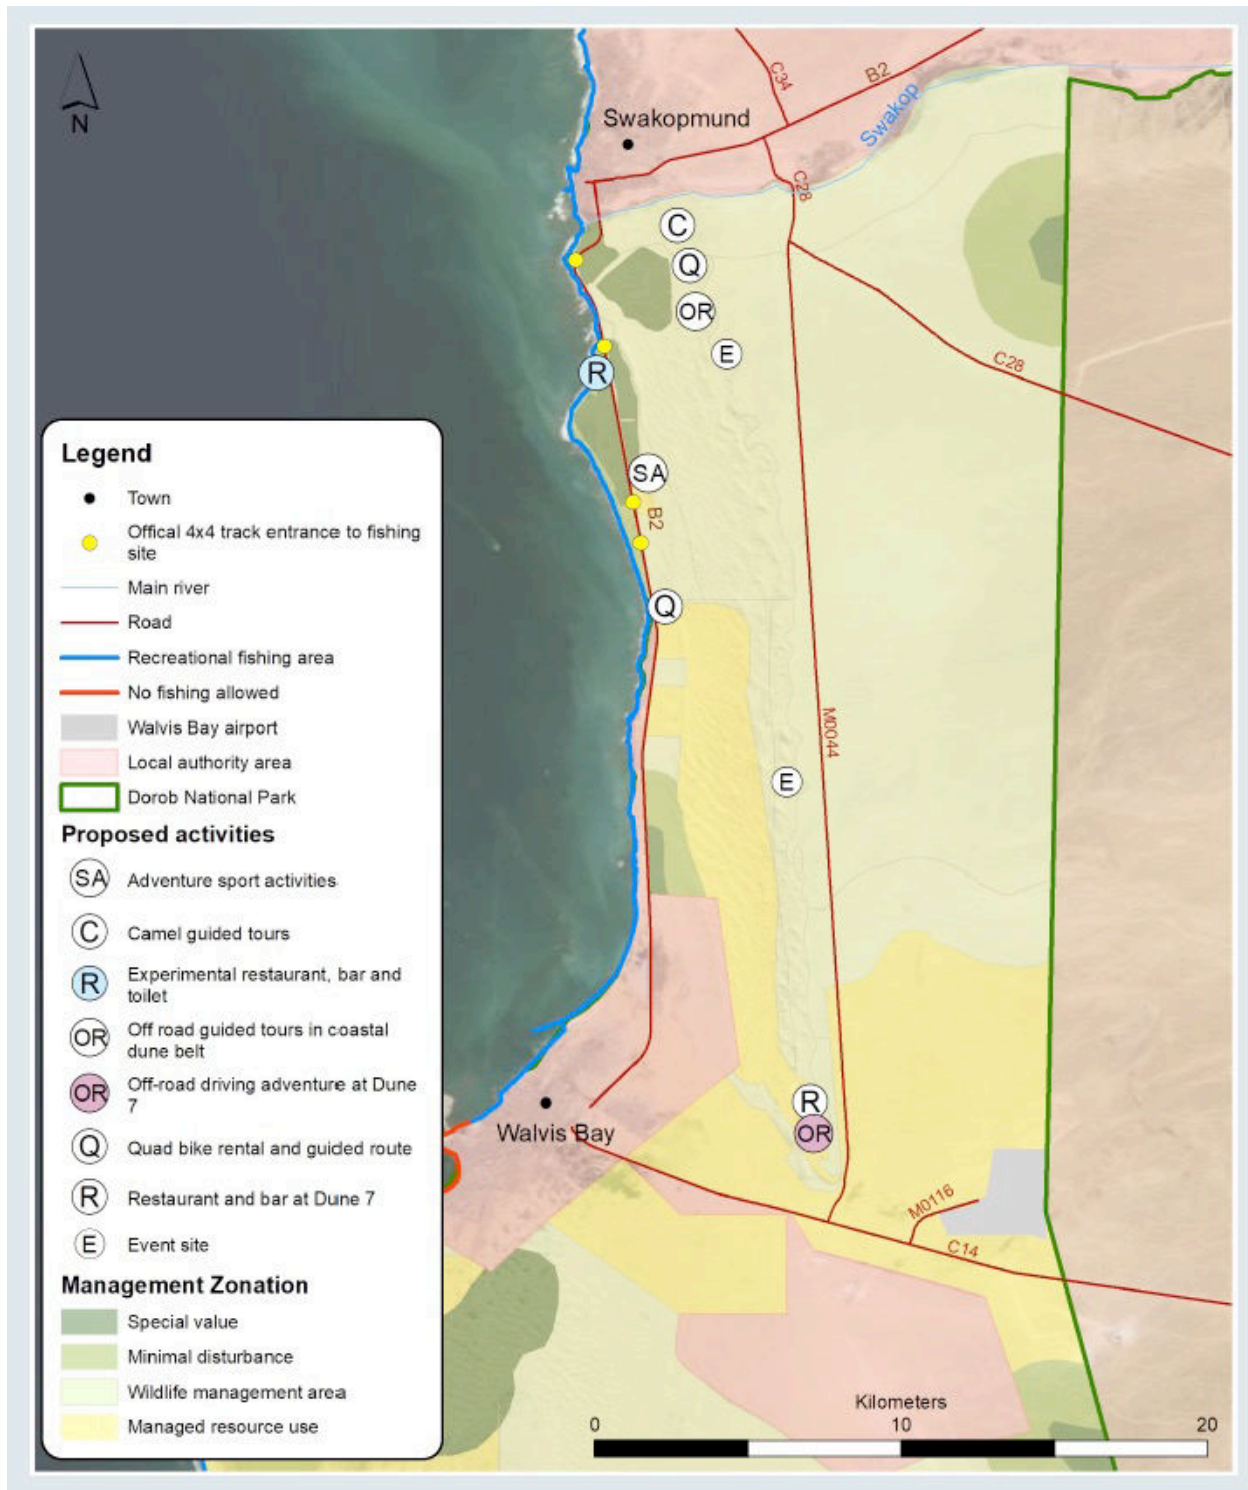 N
C34
B2
Swakop
Swakopmund
C28
C
Q
OR
E
R
C28
SA
B2
Q
M0044
E
R
OR
Walvis Bay
M0116
C14
Legend
Town
Offical 4x4 track entrance to fishing
site
Main river
Road
Recreational fishing area
No fishing allowed
Walvis Bay airport
Local authority area
Dorob National Park
Proposed activities
SA Adventure sport activities
C Camel guided tours
R Experimental restaurant, bar and
toilet
OR Off road guided tours in coastal
dune belt
OR Off-road driving adventure at Dune
7
Q Quad bike rental and guided route
R Restaurant and bar at Dune 7
E Event site
Management Zonation
Special value
Minimal disturbance
Wildlife management area
Managed resource use
Kilometers
0 10 20